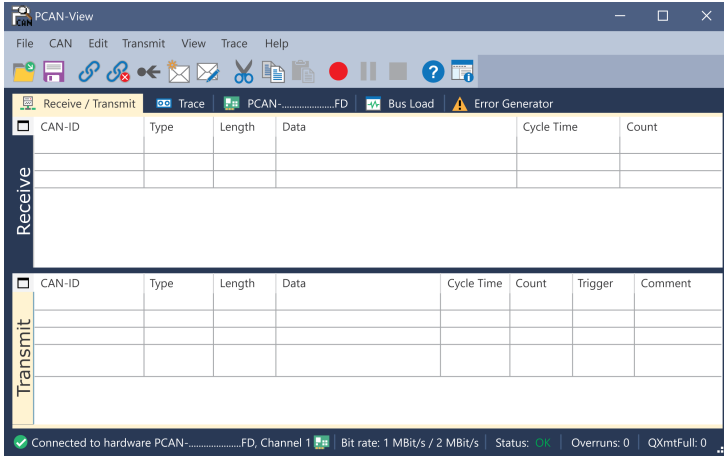 CAN PCAN-View
File CAN Edit Transmit View Trace Help
Receive / Transmit Trace PCAN-....................FD Bus Load Error Generator
CAN-ID Type Length Data Cycle Time Count
Receive
CAN-ID Type Length Data Cycle Time Count Trigger Comment
Transmit
Connected to hardware PCAN-......................FD, Channel 1 Bit rate: 1 MBit/s / 2 MBit/s Status: OK Overruns: 0 QXmtFull: 0